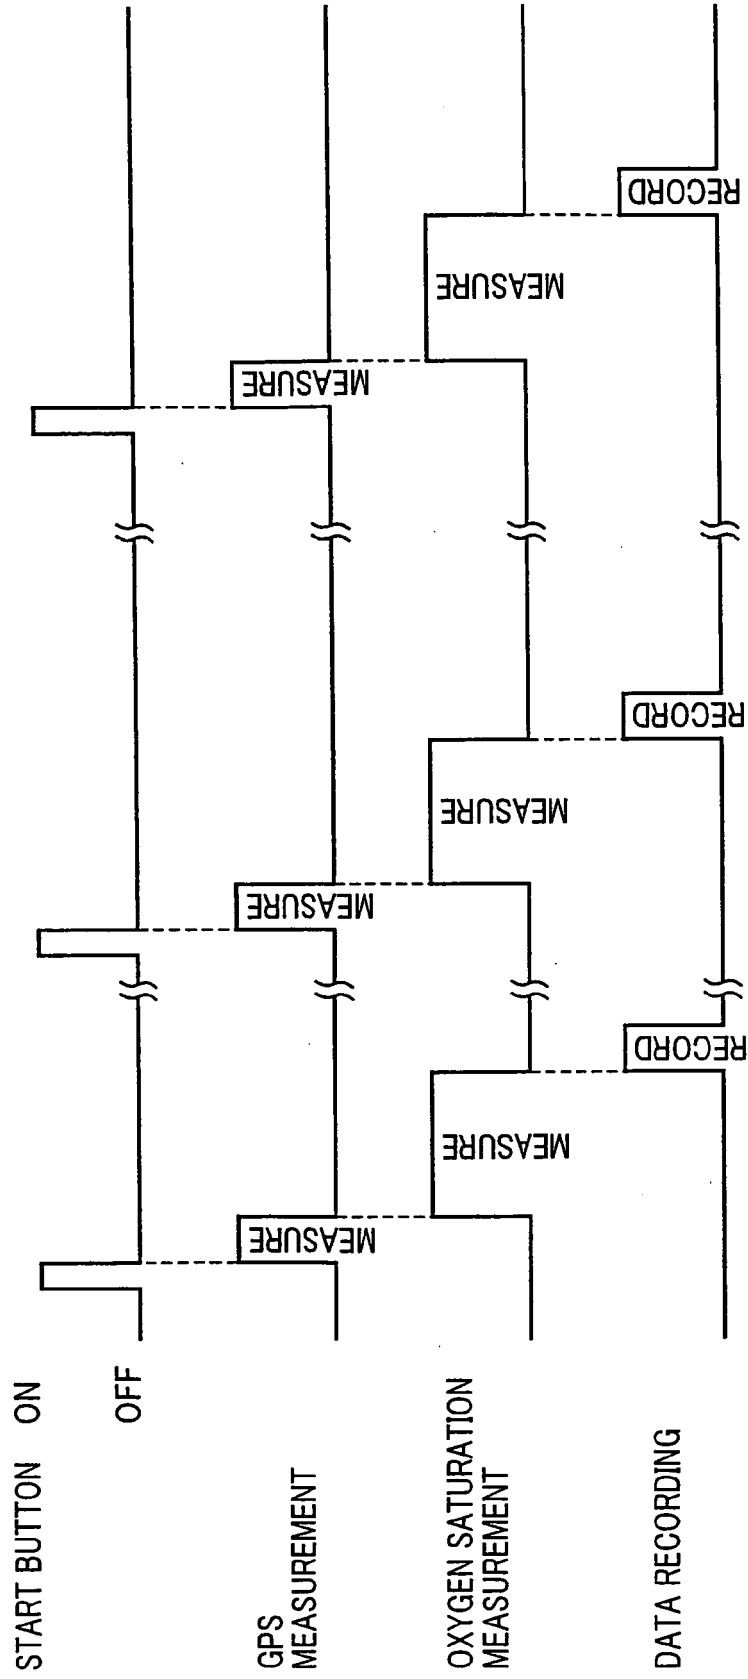 START BUTTON ON
OFF
GPS
MEASUREMENT
MEASURE
MEASURE
MEASURE
OXYGEN SATURATION
MEASUREMENT
MEASURE
MEASURE
MEASURE
DATA RECORDING
RECORD
RECORD
RECORD